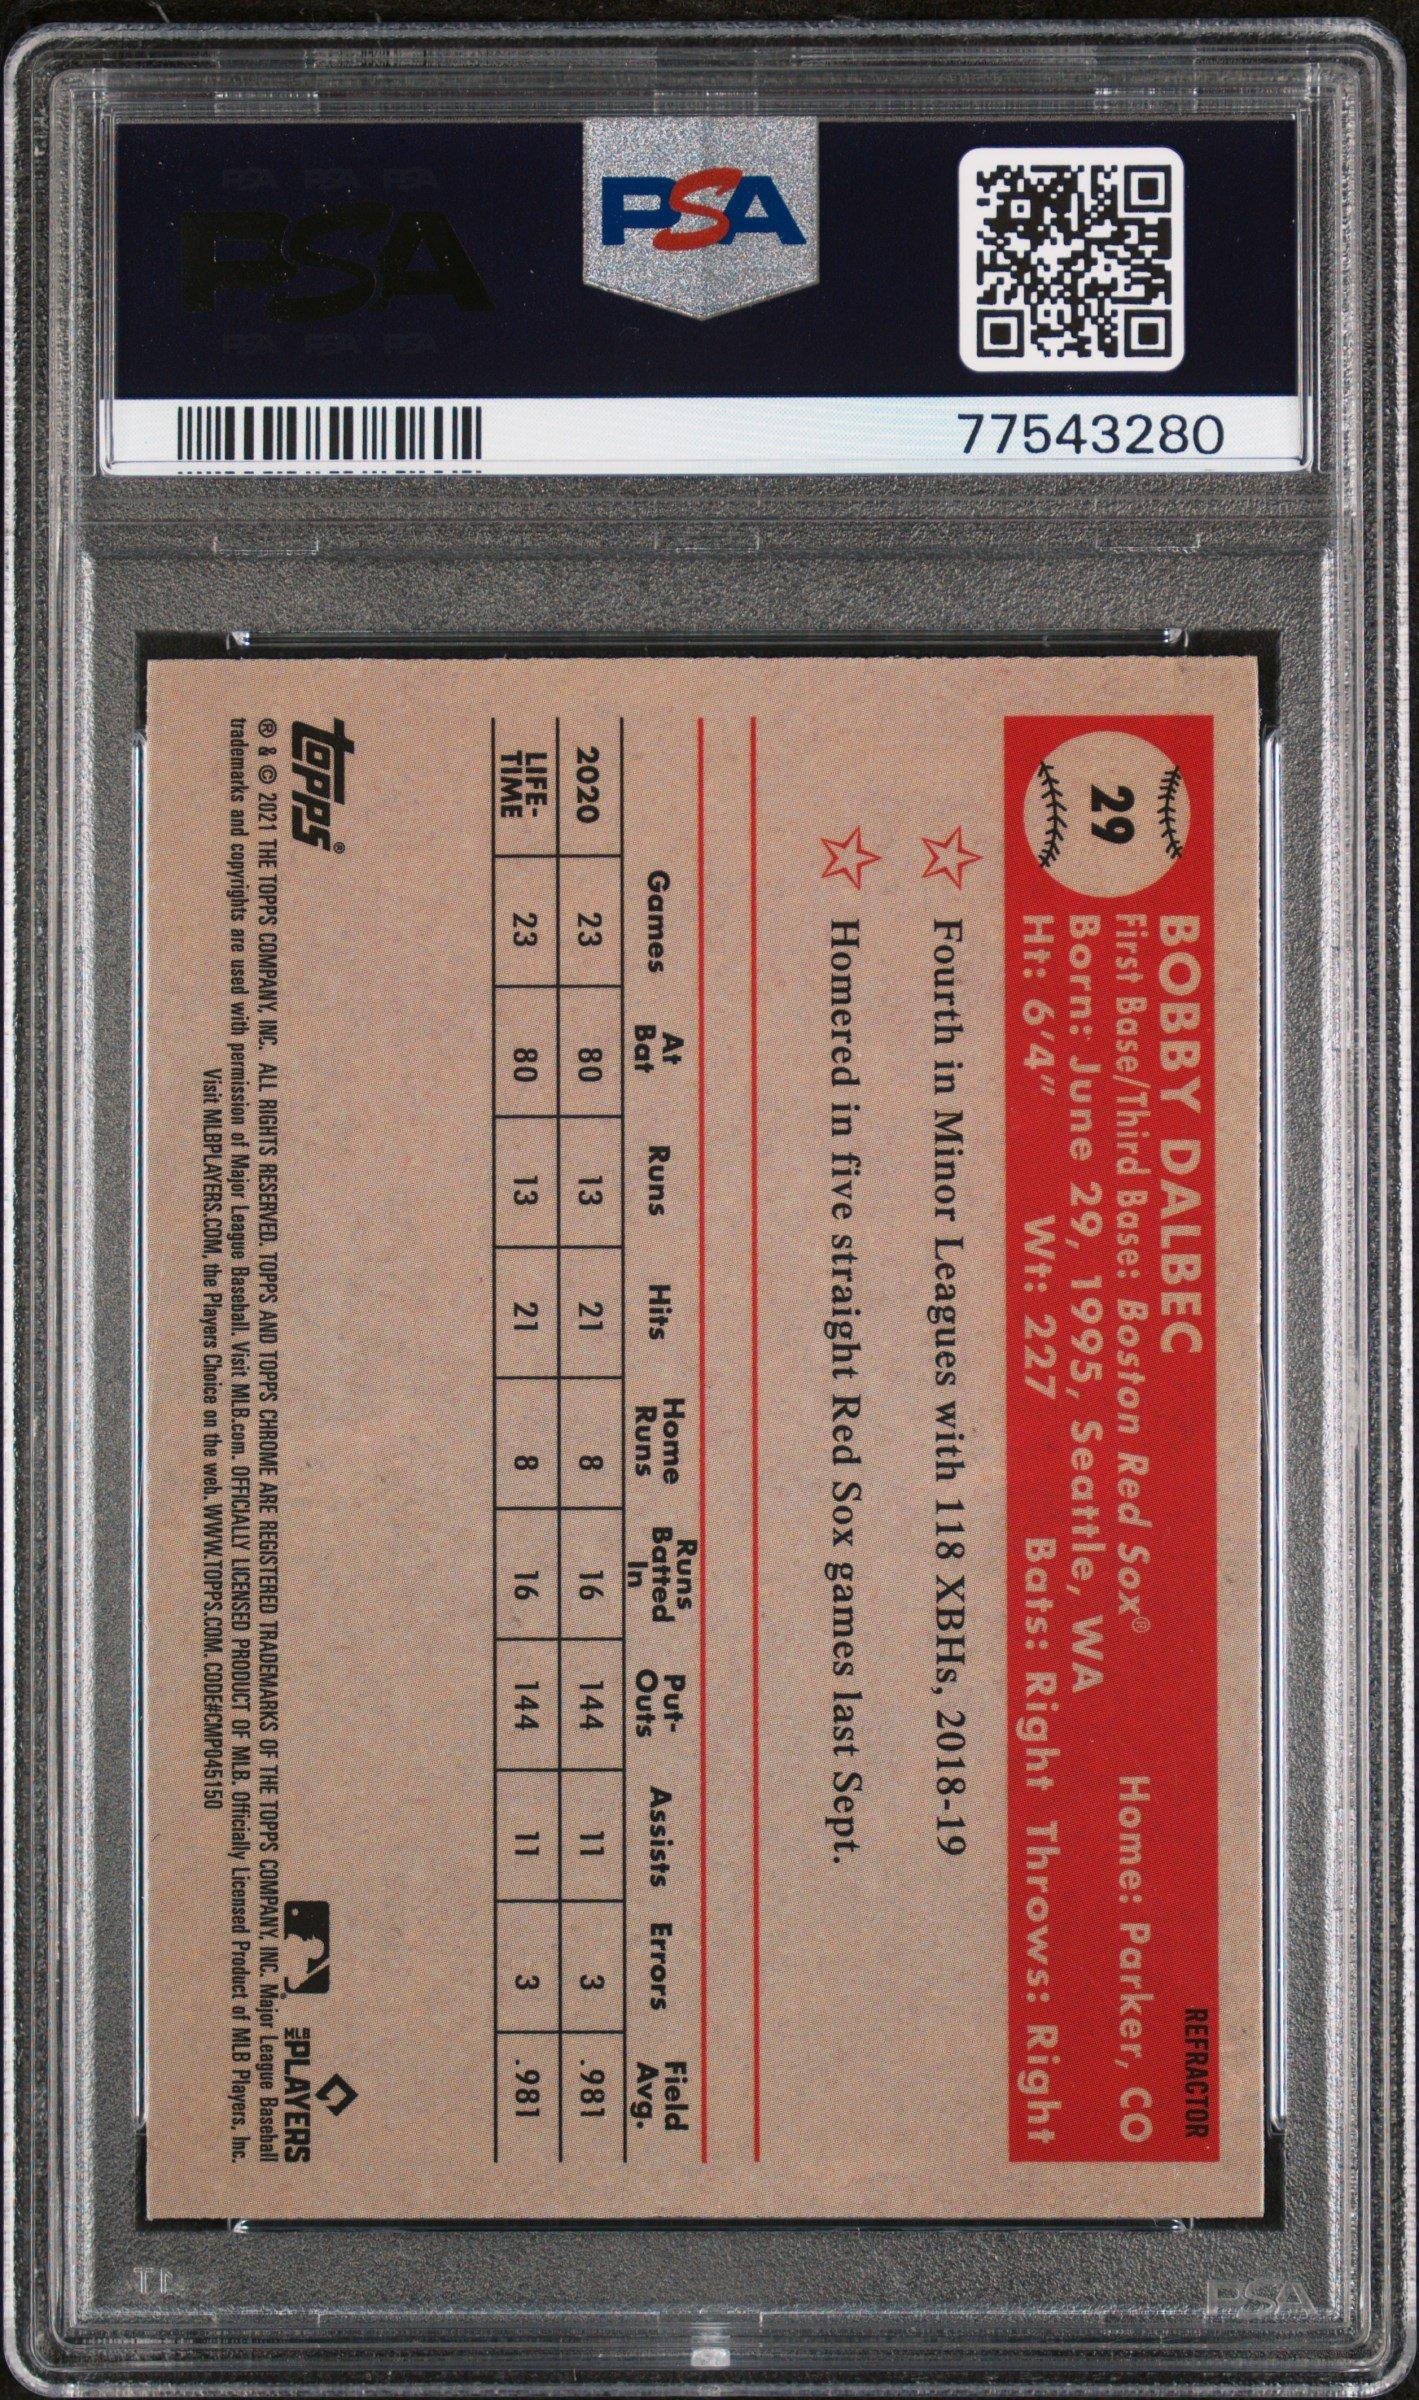 PSA PSA PSA
PSA
PSA PSA PSA
PSA
77543280
29
REFRACTOR
BOBBY DALBEC
First Base/Third Base: Boston Red Sox® Home: Parker, CO
Born: June 29, 1995, Seattle, WA
Ht: 6'4" Wt: 227 Bats: Right Throws: Right
☆ Fourth in Minor Leagues with 118 XBHs, 2018-19
☆ Homered in five straight Red Sox games last Sept.
Games At Bat Runs Hits Home Runs Runs Batted In Put-Outs Assists Errors Field Avg.
2020 23 80 13 21 8 16 144 11 3 .981
LIFE-TIME 23 80 13 21 8 16 144 11 3 .981
topps®
MLB PLAYERS
® & © 2021 THE TOPPS COMPANY, INC. ALL RIGHTS RESERVED. TOPPS AND TOPPS CHROME ARE REGISTERED TRADEMARKS OF THE TOPPS COMPANY, INC. Major League Baseball
trademarks and copyrights are used with permission of Major League Baseball. Visit MLB.com. OFFICIALLY LICENSED PRODUCT OF MLB. Officially Licensed Product of MLB Players, Inc.
Visit MLBPLAYERS.COM, the Players Choice on the web. WWW.TOPPS.COM. CODE#CMP045150
PSA